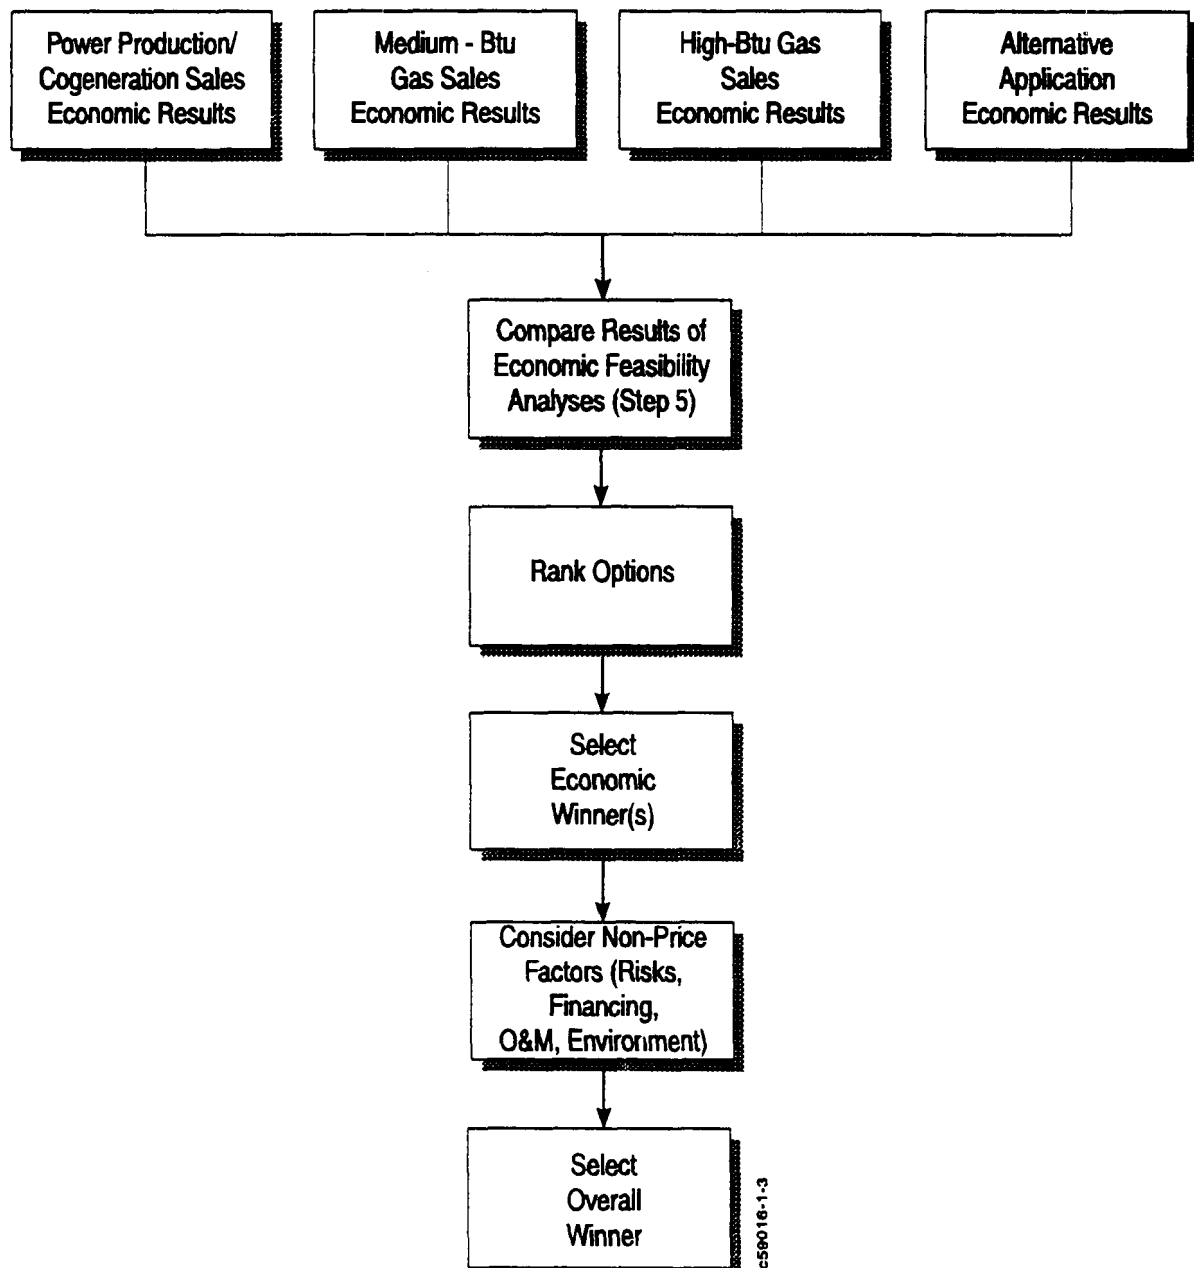 Power Production/
Cogeneration Sales
Economic Results
Medium - Btu
Gas Sales
Economic Results
High-Btu Gas
Sales
Economic Results
Alternative
Application
Economic Results
Compare Results of
Economic Feasibility
Analyses (Step 5)
Rank Options
Select
Economic
Winner(s)
Consider Non-Price
Factors (Risks,
Financing,
O&M, Environment)
Select
Overall
Winner
c59016-1-3